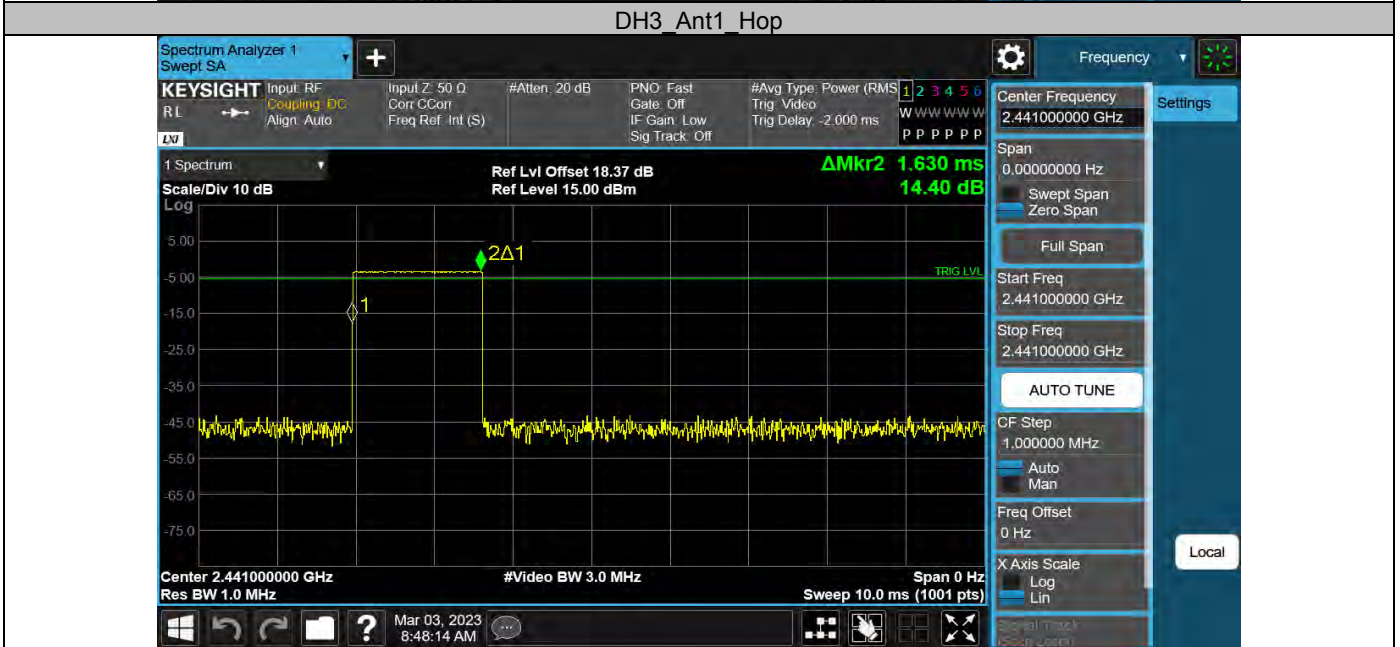 DH3_Ant1_Hop
Spectrum Analyzer 1
Swept SA
+
Frequency
KEYSIGHT
RL
LXI
Input: RF
Coupling: DC
Align: Auto
Input Z: 50 Ω
Corr CCorr
Freq Ref: Int (S)
#Atten: 20 dB
PNO: Fast
Gate: Off
IF Gain: Low
Sig Track: Off
#Avg Type: Power (RMS
Trig: Video
Trig Delay: -2.000 ms
1 2 3 4 5 6
W W W W W W
P P P P P P
Center Frequency
2.441000000 GHz
Settings
1 Spectrum
Scale/Div 10 dB
Ref Lvl Offset 18.37 dB
Ref Level 15.00 dBm
ΔMkr2 1.630 ms
14.40 dB
Span
0.00000000 Hz
Swept Span
Zero Span
Full Span
Start Freq
2.441000000 GHz
Stop Freq
2.441000000 GHz
AUTO TUNE
CF Step
1.000000 MHz
Auto
Man
Freq Offset
0 Hz
X Axis Scale
Log
Lin
Local
Log
5.00
-5.00
-15.0
-25.0
-35.0
-45.0
-55.0
-65.0
-75.0
2Δ1
1
TRIG LVL
Center 2.441000000 GHz
#Video BW 3.0 MHz
Span 0 Hz
Res BW 1.0 MHz
Sweep 10.0 ms (1001 pts)
?
Mar 03, 2023
8:48:14 AM